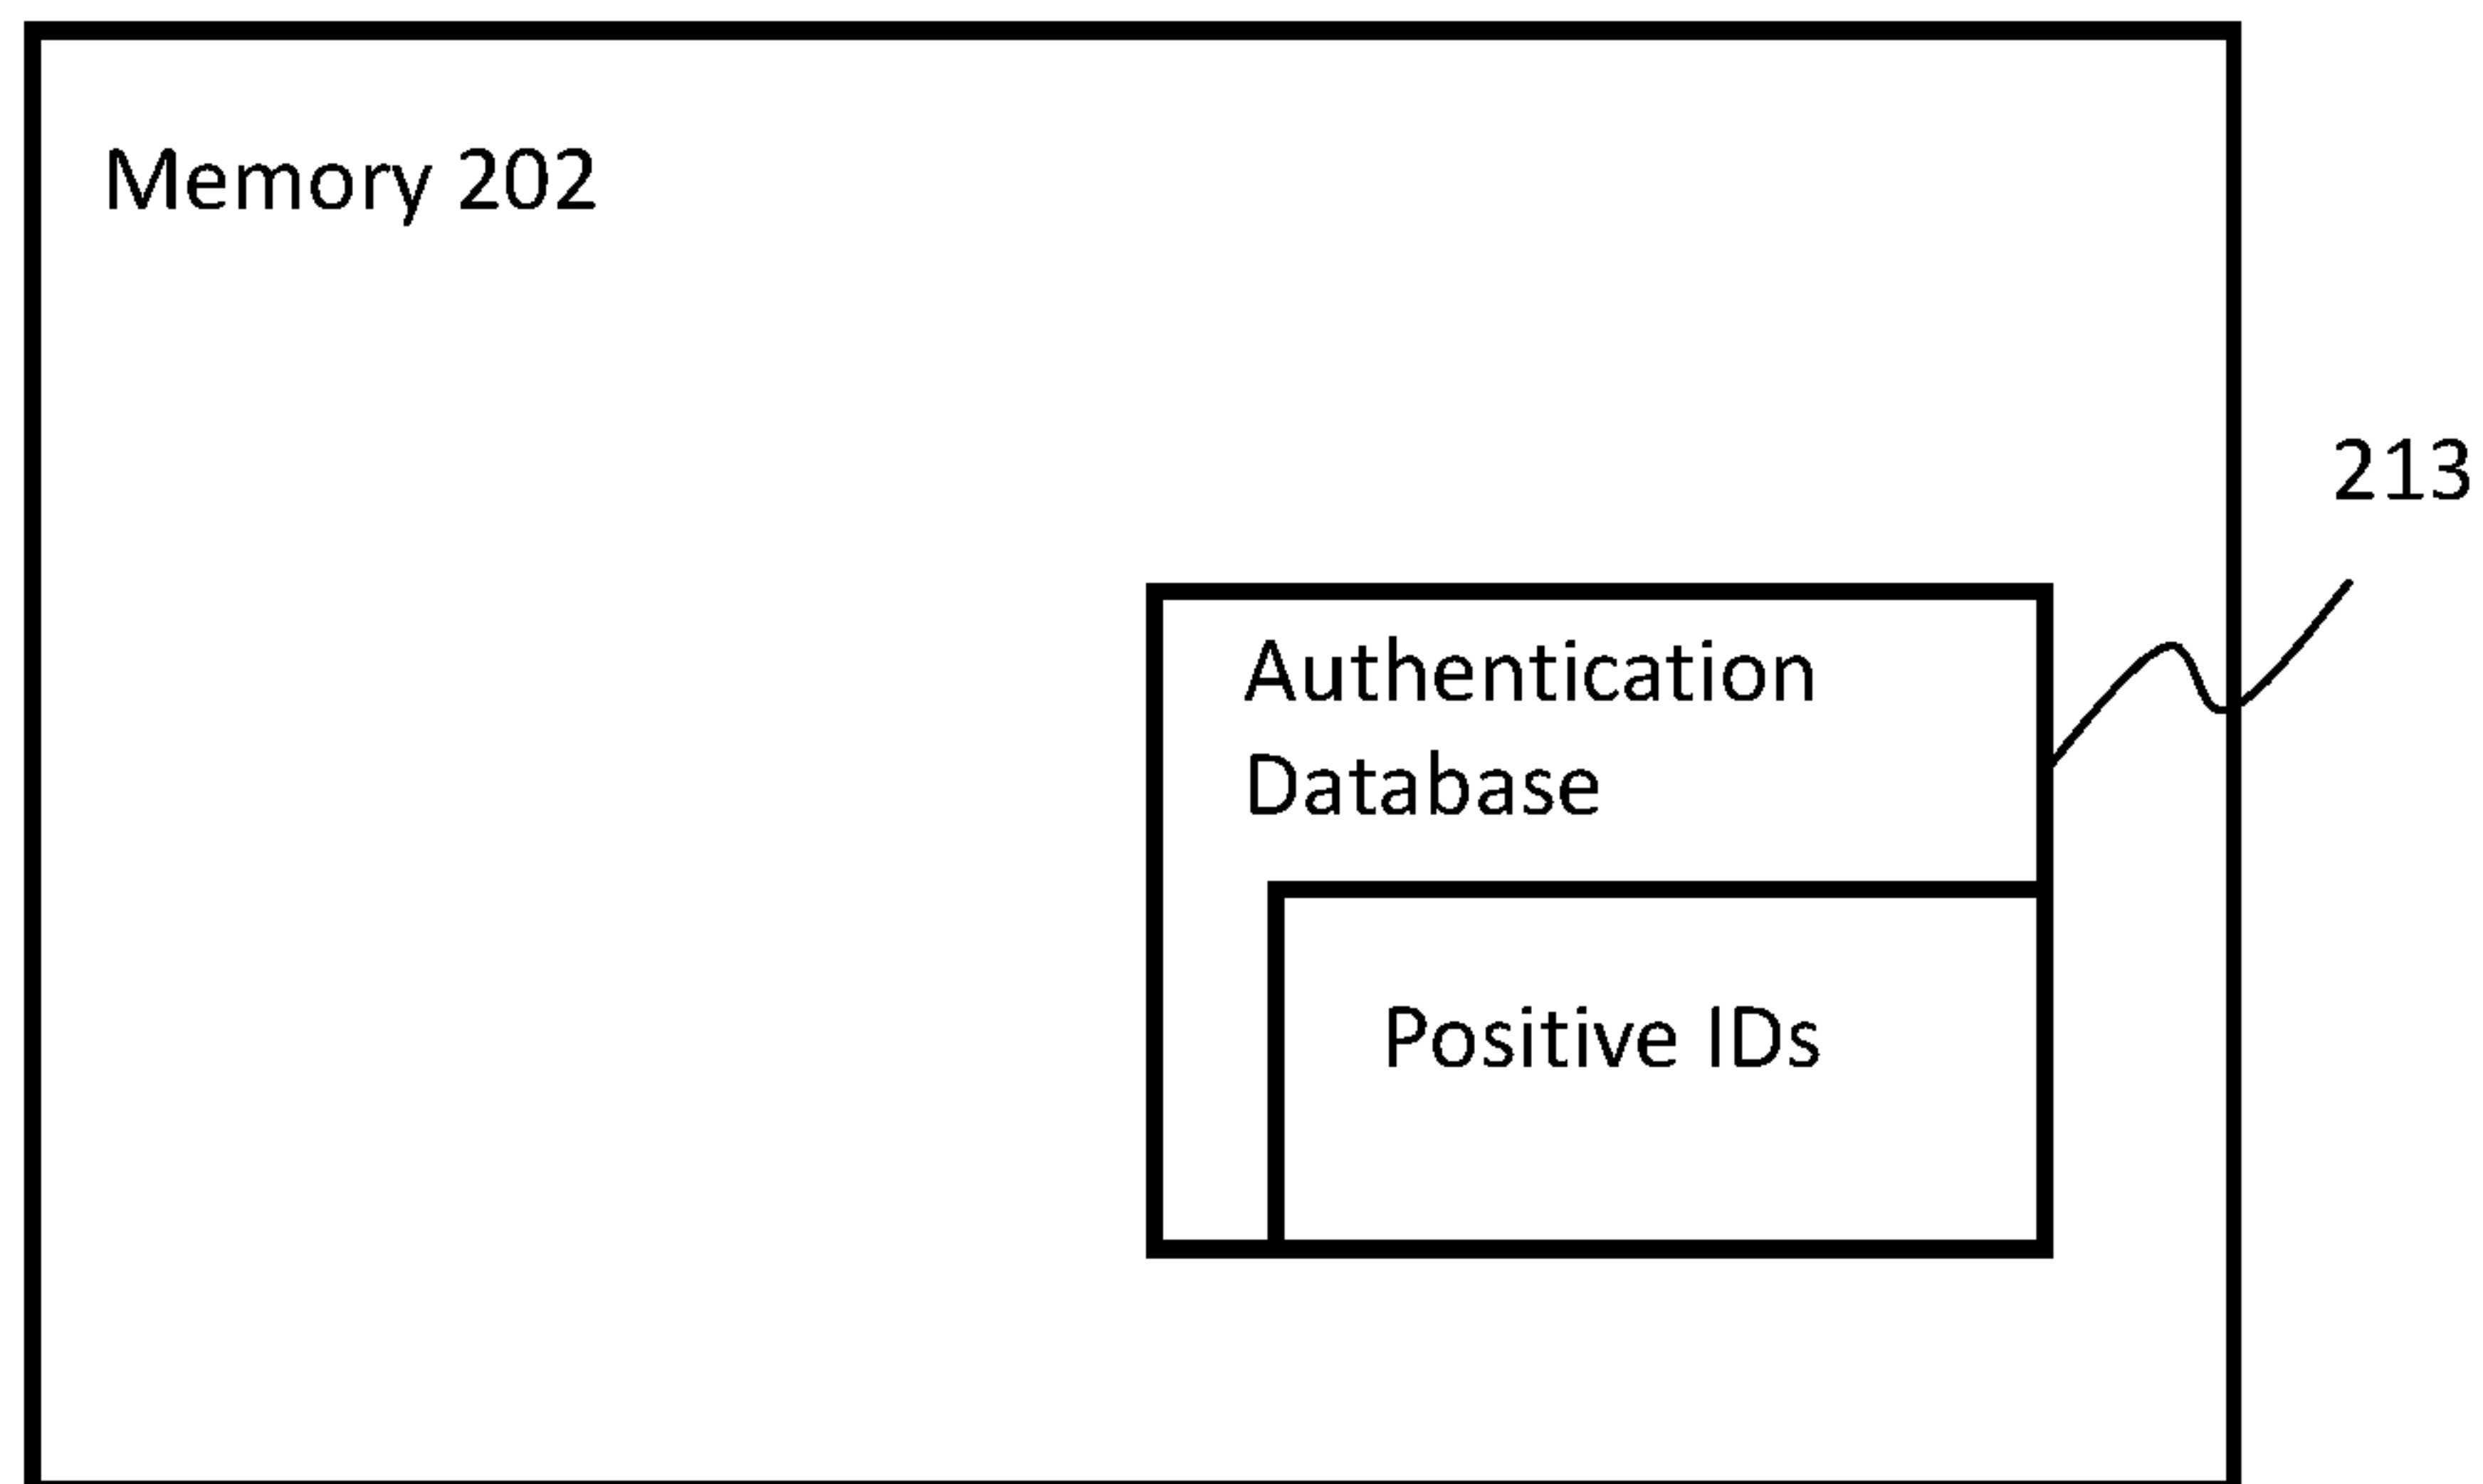 Memory 202
213
Authentication
Database
Positive IDs